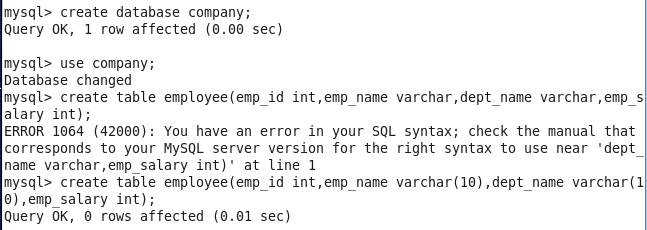 mysql> create database company;
Query OK, 1 row affected (0.00 sec)

mysql> use company;
Database changed
mysql> create table employee(emp_id int,emp_name varchar,dept_name varchar,emp_s
alary int);
ERROR 1064 (42000): You have an error in your SQL syntax; check the manual that
corresponds to your MySQL server version for the right syntax to use near 'dept_
name varchar,emp_salary int)' at line 1
mysql> create table employee(emp_id int,emp_name varchar(10),dept_name varchar(1
0),emp_salary int);
Query OK, 0 rows affected (0.01 sec)